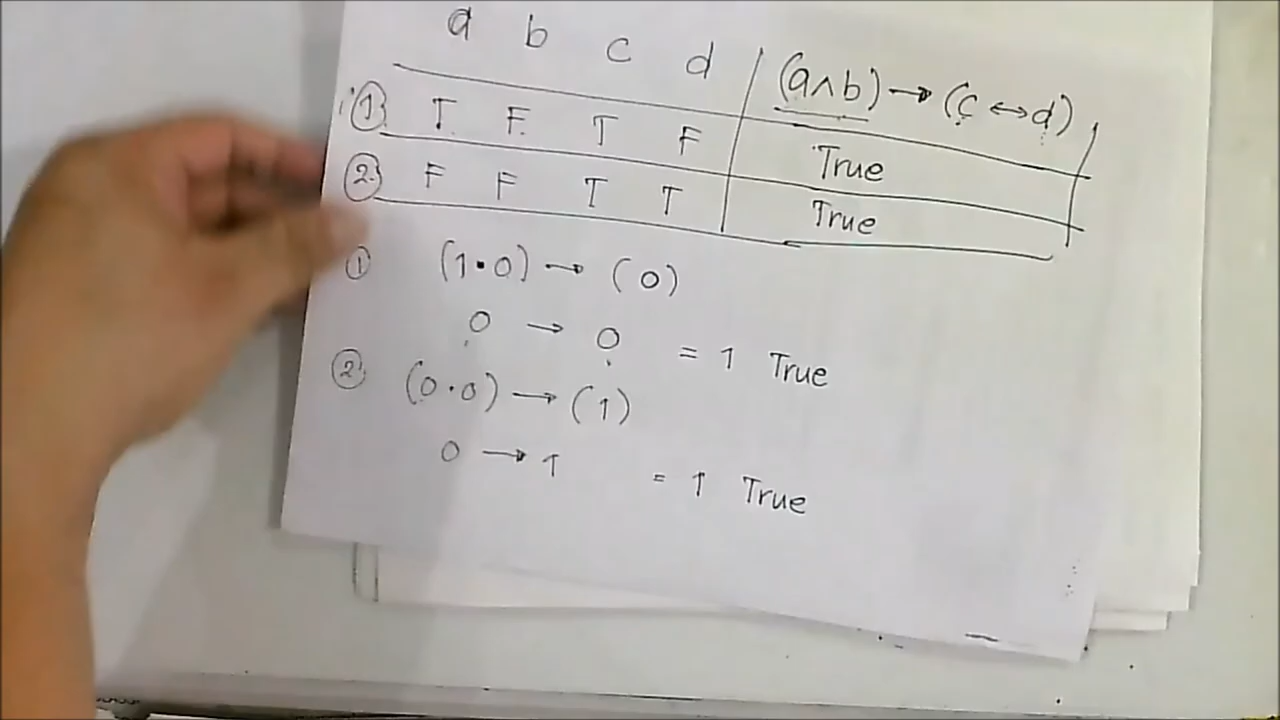 a b c d (a∧b) → (c ↔ d)
① T F T F True
② F F T T True
① (1·0) → (0)
0 → 0 = 1 True
② (0·0) → (1)
0 → 1 = 1 True